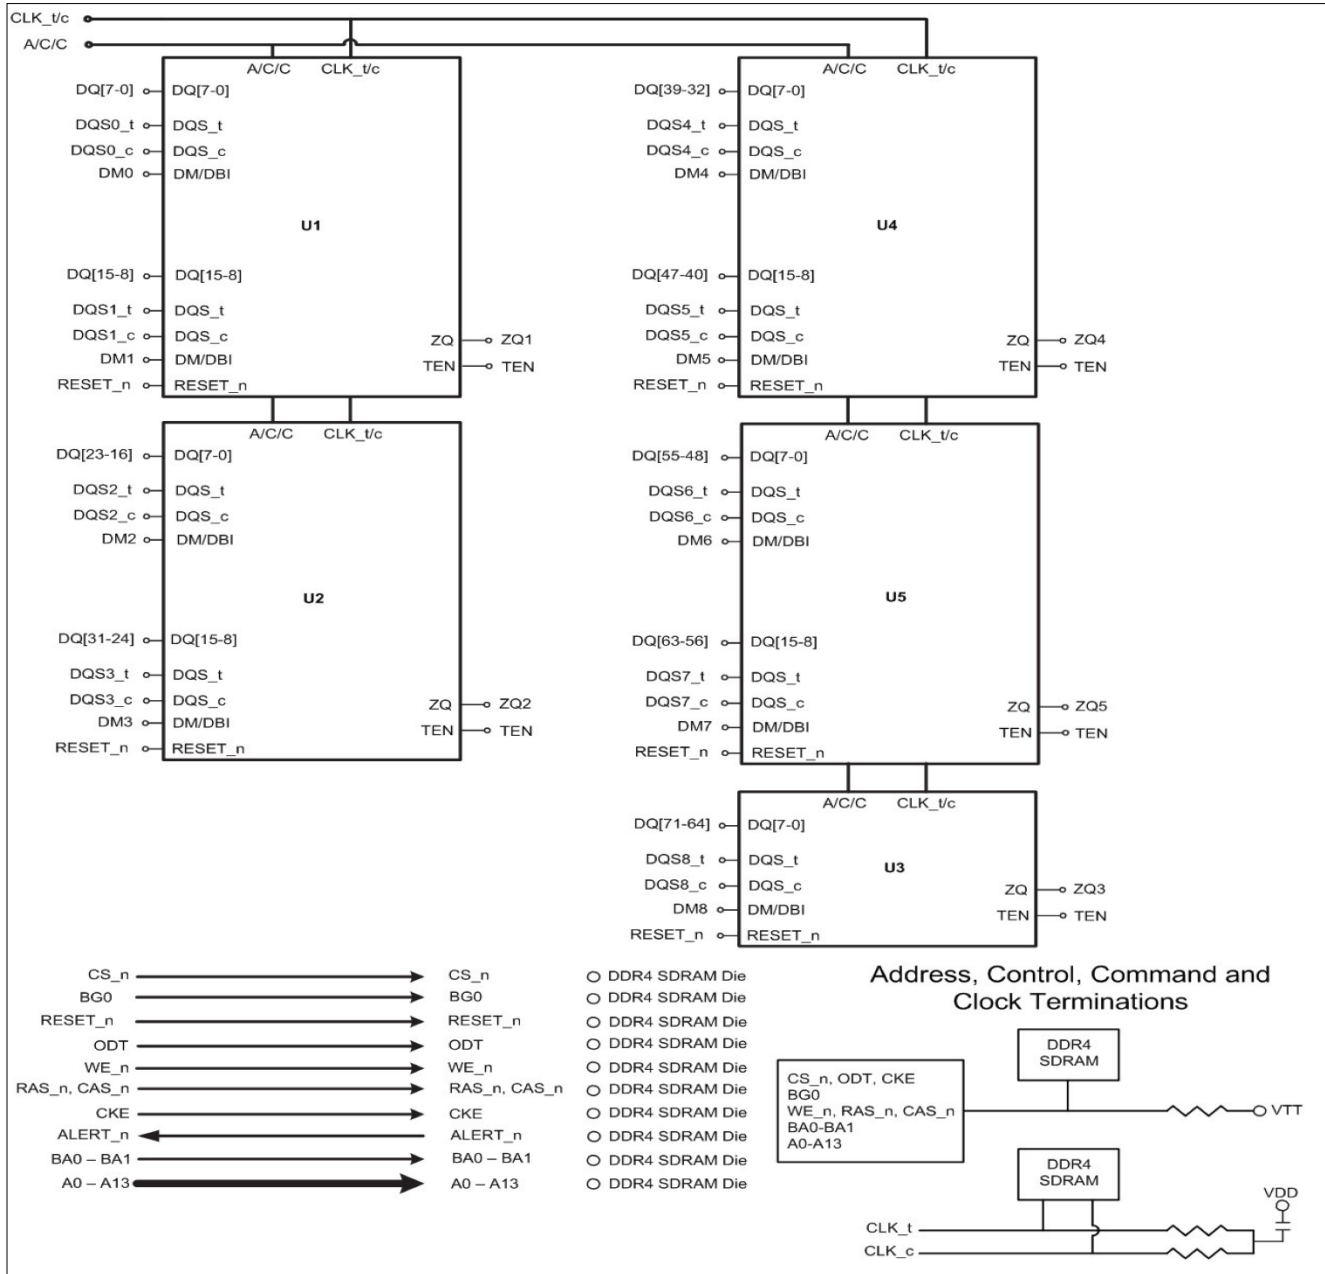 CLK_t/c
A/C/C
A/C/C CLK_t/c
DQ[7-0] DQ[7-0]
DQS0_t DQS_t
DQS0_c DQS_c
DM0 DM/DBI
U1
DQ[15-8] DQ[15-8]
DQS1_t DQS_t
DQS1_c DQS_c
ZQ ZQ1
DM1 DM/DBI
TEN TEN
RESET_n RESET_n
A/C/C CLK_t/c
DQ[23-16] DQ[7-0]
DQS2_t DQS_t
DQS2_c DQS_c
DM2 DM/DBI
U2
DQ[31-24] DQ[15-8]
DQS3_t DQS_t
DQS3_c DQS_c
ZQ ZQ2
DM3 DM/DBI
TEN TEN
RESET_n RESET_n
A/C/C CLK_t/c
DQ[39-32] DQ[7-0]
DQS4_t DQS_t
DQS4_c DQS_c
DM4 DM/DBI
U4
DQ[47-40] DQ[15-8]
DQS5_t DQS_t
DQS5_c DQS_c
ZQ ZQ4
DM5 DM/DBI
TEN TEN
RESET_n RESET_n
A/C/C CLK_t/c
DQ[55-48] DQ[7-0]
DQS6_t DQS_t
DQS6_c DQS_c
DM6 DM/DBI
U5
DQ[63-56] DQ[15-8]
DQS7_t DQS_t
DQS7_c DQS_c
ZQ ZQ5
DM7 DM/DBI
TEN TEN
RESET_n RESET_n
A/C/C CLK_t/c
DQ[71-64] DQ[7-0]
DQS8_t DQS_t
U3
DQS8_c DQS_c
ZQ ZQ3
DM8 DM/DBI
TEN TEN
RESET_n RESET_n
CS_n CS_n DDR4 SDRAM Die
BG0 BG0 DDR4 SDRAM Die
RESET_n RESET_n DDR4 SDRAM Die
ODT ODT DDR4 SDRAM Die
WE_n WE_n DDR4 SDRAM Die
RAS_n, CAS_n RAS_n, CAS_n DDR4 SDRAM Die
CKE CKE DDR4 SDRAM Die
ALERT_n ALERT_n DDR4 SDRAM Die
BA0 – BA1 BA0 – BA1 DDR4 SDRAM Die
A0 – A13 A0 – A13 DDR4 SDRAM Die
Address, Control, Command and
Clock Terminations
DDR4
SDRAM
CS_n, ODT, CKE
BG0
WE_n, RAS_n, CAS_n
BA0-BA1
A0-A13
VTT
DDR4
SDRAM
VDD
CLK_t
CLK_c